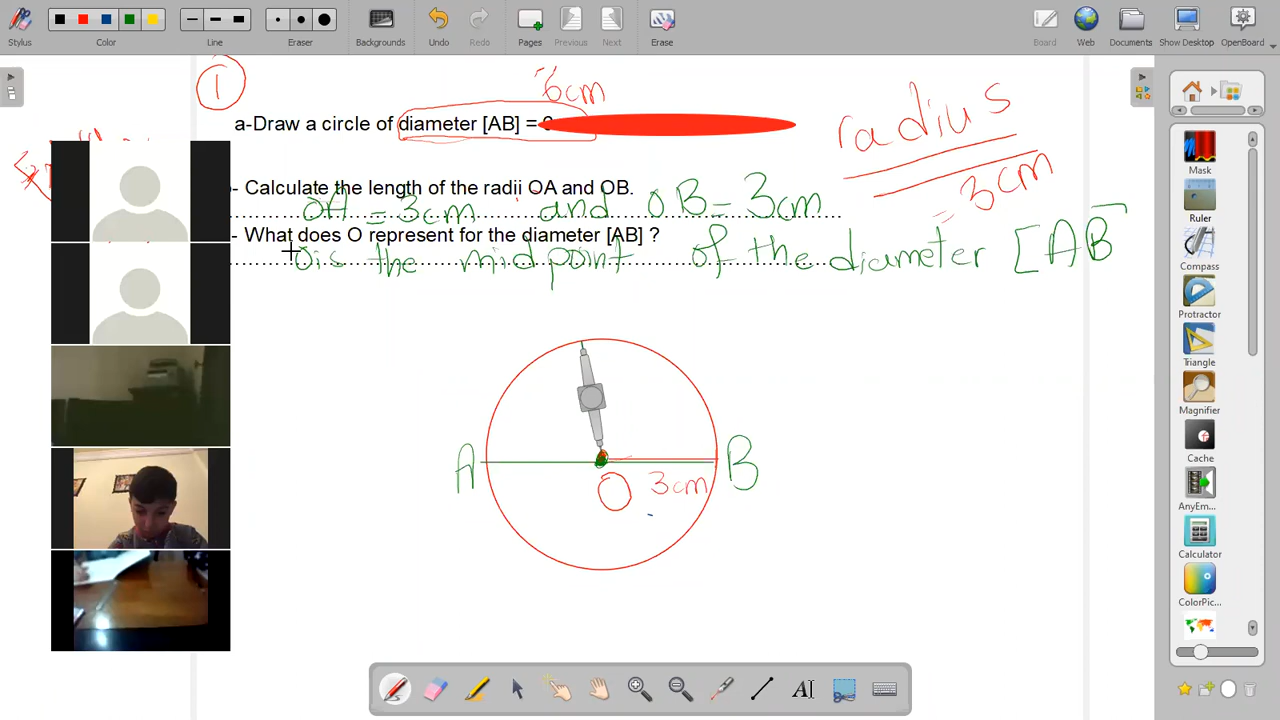 Stylus
Color
Line
Eraser
Backgrounds
Undo
Redo
Pages
Previous
Next
Erase
Board
Web
Documents
Show Desktop
OpenBoard
1
6cm
a-Draw a circle of diameter [AB] =
radius
= 3cm
- Calculate the length of the radii OA and OB.
OA = 3cm and OB = 3cm
- What does O represent for the diameter [AB] ?
O is the midpoint of the diameter [AB
A
B
O
3cm
Mask
Ruler
Compass
Protractor
Triangle
Magnifier
Cache
Animm...
Calculator
ColorPic...